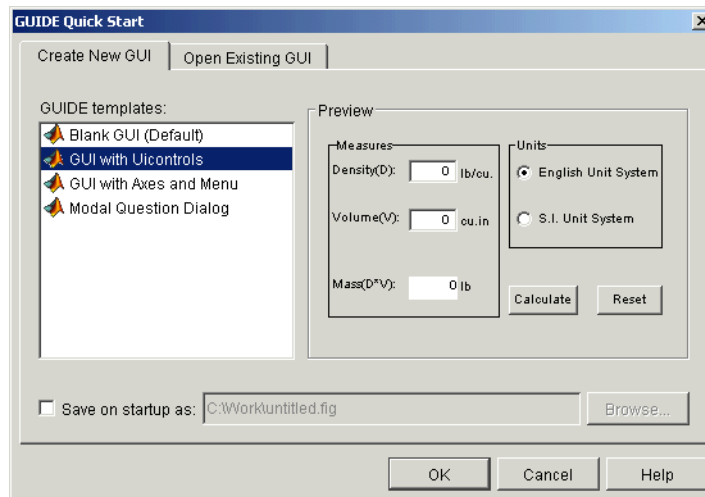 GUIDE Quick Start
Create New GUI
Open Existing GUI
GUIDE templates:
Blank GUI (Default)
GUI with Uicontrols
GUI with Axes and Menu
Modal Question Dialog
Preview
Measures
Density(D): 0 lb/cu.
Volume(V): 0 cu.in
Mass(D*V): 0 lb
Units
English Unit System
S.I. Unit System
Calculate
Reset
Save on startup as: C:\Work\untitled.fig
Browse...
OK
Cancel
Help